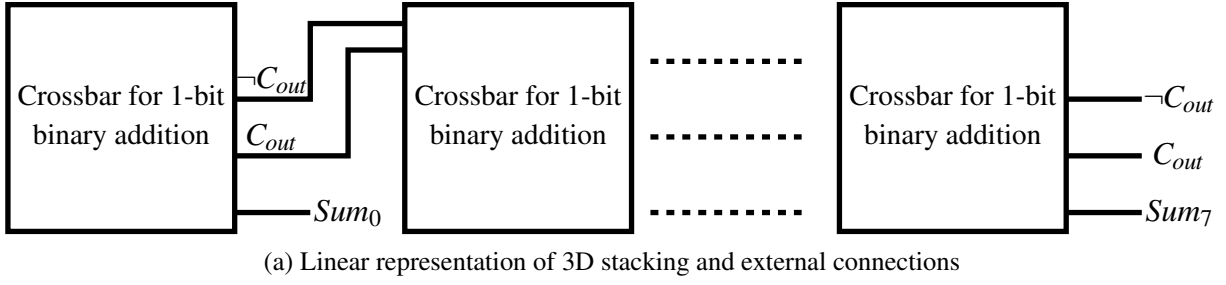 Crossbar for 1-bit
binary addition
¬C_out
C_out
Sum_0
Crossbar for 1-bit
binary addition
Crossbar for 1-bit
binary addition
¬C_out
C_out
Sum_7
(a) Linear representation of 3D stacking and external connections